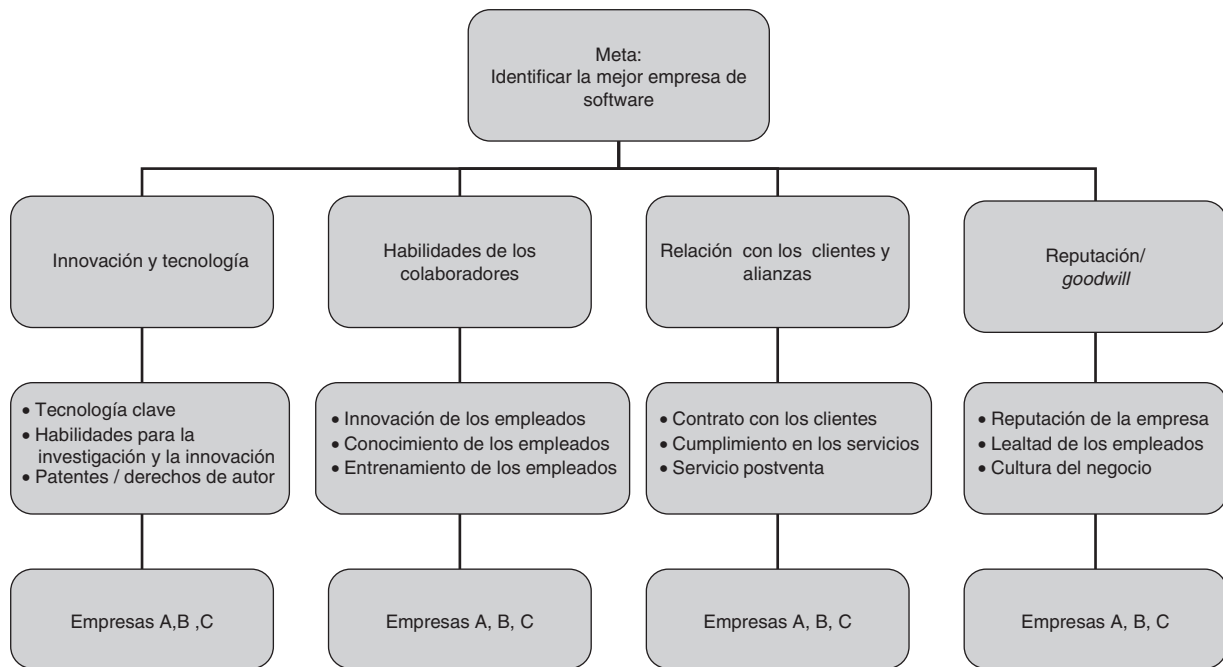 Meta:
Identificar la mejor empresa de
software
Innovación y tecnología
Habilidades de los
colaboradores
Relación con los clientes y
alianzas
Reputación/
goodwill
• Tecnología clave
• Habilidades para la
investigación y la innovación
• Patentes / derechos de autor
• Innovación de los empleados
• Conocimiento de los empleados
• Entrenamiento de los empleados
• Contrato con los clientes
• Cumplimiento en los servicios
• Servicio postventa
• Reputación de la empresa
• Lealtad de los empleados
• Cultura del negocio
Empresas A,B ,C
Empresas A, B, C
Empresas A, B, C
Empresas A, B, C